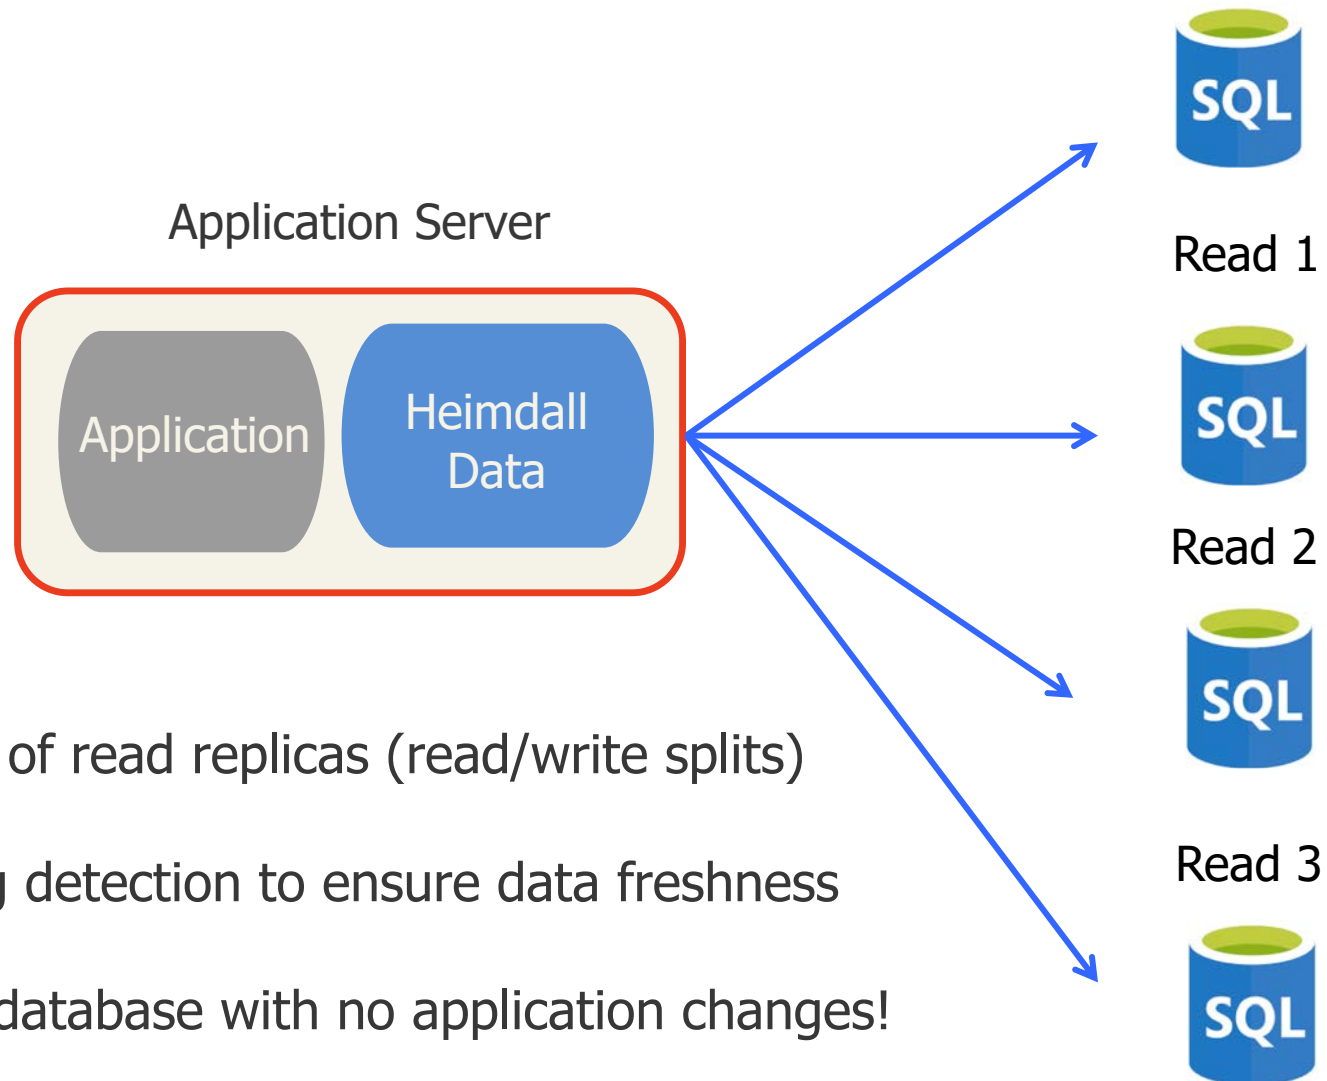 SQL
Application Server
Read 1
Application
Heimdall
Data
SQL
Read 2
SQL
of read replicas (read/write splits)
Read 3
detection to ensure data freshness
SQL
database with no application changes!